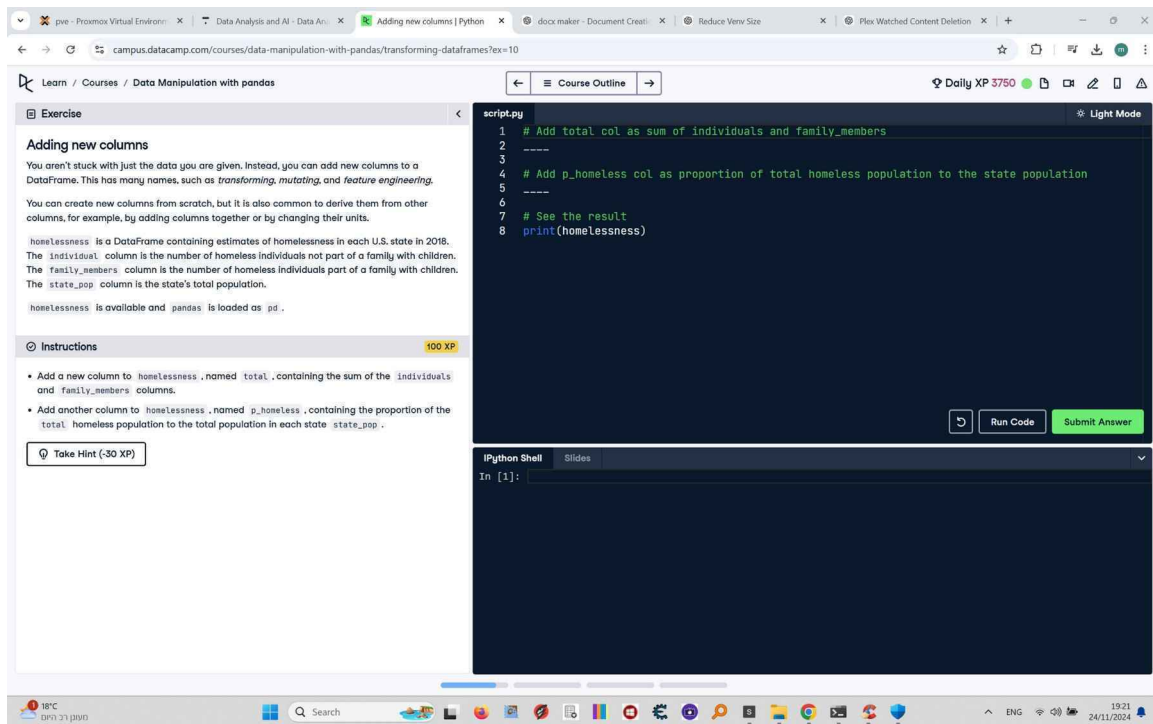 pve - Proxmox Virtual Environm
Data Analysis and AI - Data An
Adding new columns | Python
docx maker - Document Creati
Reduce Venv Size
Plex Watched Content Deletion
campus.datacamp.com/courses/data-manipulation-with-pandas/transforming-dataframes?ex=10
Learn / Courses / Data Manipulation with pandas
Course Outline
Daily XP 3750
Exercise
Adding new columns
You aren't stuck with just the data you are given. Instead, you can add new columns to a
DataFrame. This has many names, such as transforming, mutating, and feature engineering.
You can create new columns from scratch, but it is also common to derive them from other
columns, for example, by adding columns together or by changing their units.
homelessness is a DataFrame containing estimates of homelessness in each U.S. state in 2018.
The individual column is the number of homeless individuals not part of a family with children.
The family_members column is the number of homeless individuals part of a family with children.
The state_pop column is the state's total population.
homelessness is available and pandas is loaded as pd .
Instructions
100 XP
• Add a new column to homelessness , named total , containing the sum of the individuals
and family_members columns.
• Add another column to homelessness , named p_homeless , containing the proportion of the
total homeless population to the total population in each state state_pop .
Take Hint (-30 XP)
script.py
Light Mode
1 # Add total col as sum of individuals and family_members
2 ____
3
4 # Add p_homeless col as proportion of total homeless population to the state population
5 ____
6
7 # See the result
8 print(homelessness)
Run Code
Submit Answer
IPython Shell
Slides
In [1]:
18°C
מעונן רב היום
Search
ENG
19:21
24/11/2024